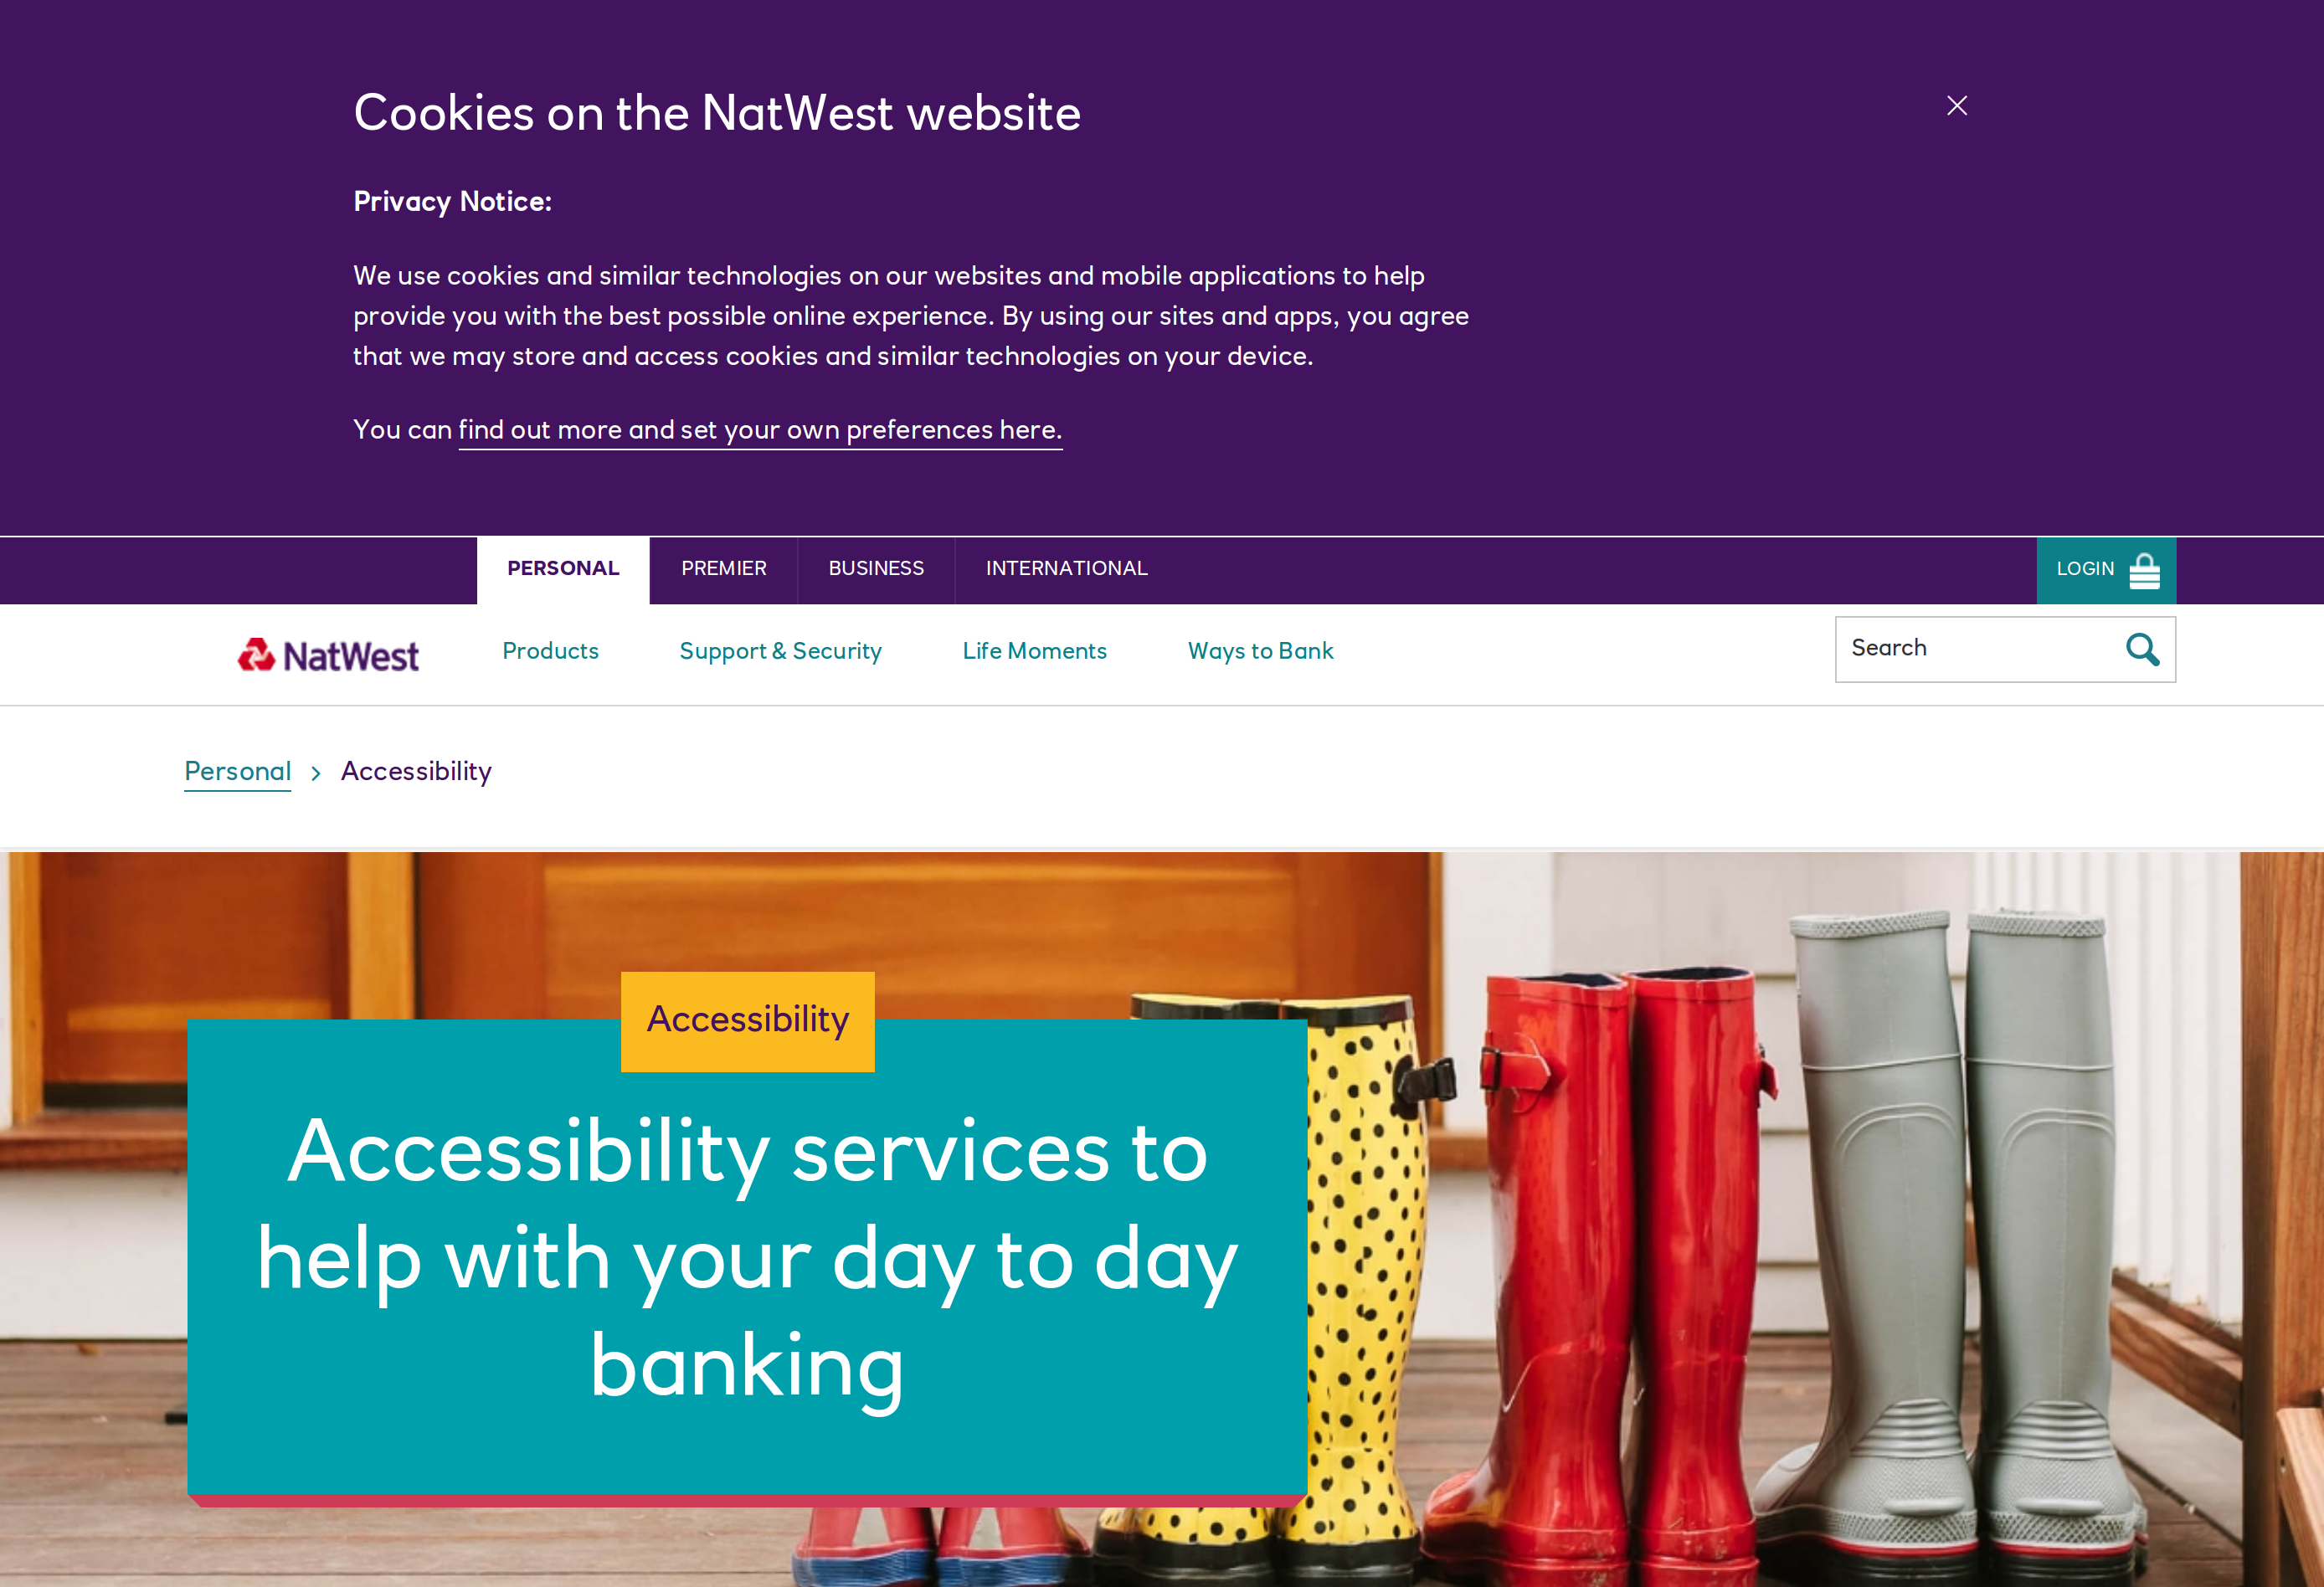 Cookies on the NatWest website
Privacy Notice:
We use cookies and similar technologies on our websites and mobile applications to help
provide you with the best possible online experience. By using our sites and apps, you agree
that we may store and access cookies and similar technologies on your device.
You can find out more and set your own preferences here.
PERSONAL
PREMIER
BUSINESS
INTERNATIONAL
LOGIN
NatWest
Products
Support & Security
Life Moments
Ways to Bank
Search
Personal
Accessibility
Accessibility
Accessibility services to
help with your day to day
banking